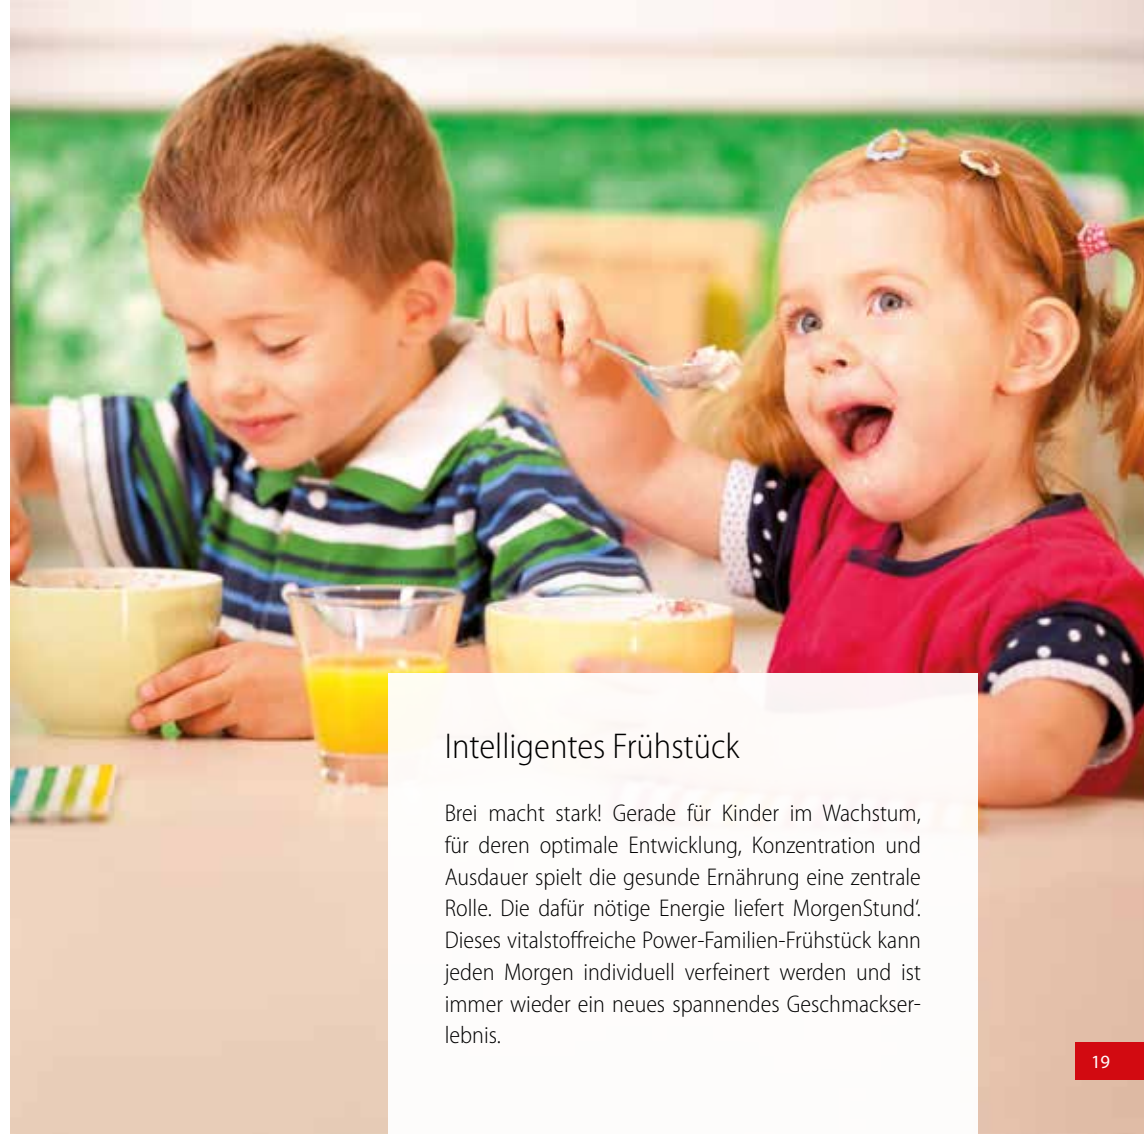 Intelligentes Frühstück
Brei macht stark! Gerade für Kinder im Wachstum,
für deren optimale Entwicklung, Konzentration und
Ausdauer spielt die gesunde Ernährung eine zentrale
Rolle. Die dafür nötige Energie liefert MorgenStund‘.
Dieses vitalstoffreiche Power-Familien-Frühstück kann
jeden Morgen individuell verfeinert werden und ist
immer wieder ein neues spannendes Geschmackser-
lebnis.
19